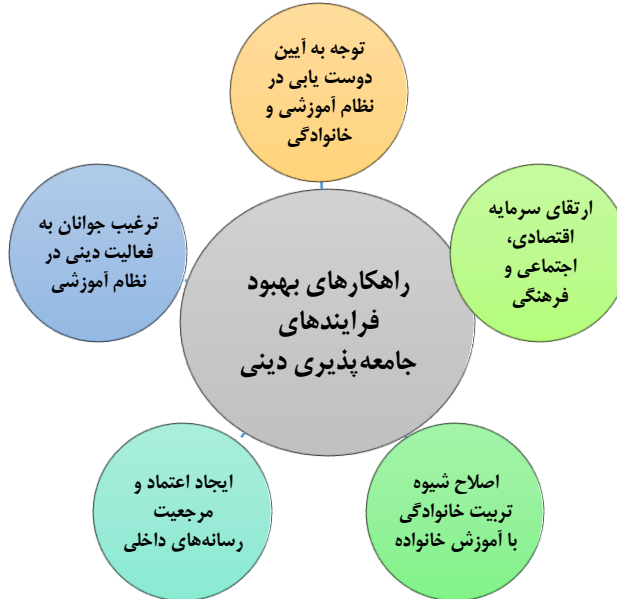 توجه به آیین
دوست یابی در
نظام آموزشی و
خانوادگی
ارتقای سرمایه
اقتصادی،
اجتماعی و
فرهنگی
ترغیب جوانان به
فعالیت دینی در
نظام آموزشی
راهکارهای بهبود
فرایندهای
جامعه‌پذیری دینی
اصلاح شیوه
تربیت خانوادگی
با آموزش خانواده
ایجاد اعتماد و
مرجعیت
رسانه‌های داخلی